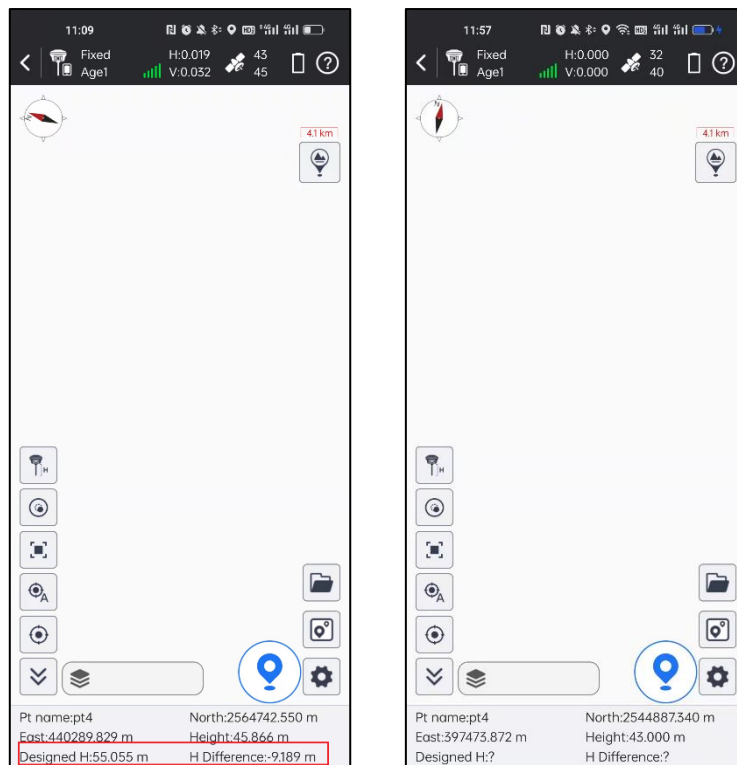 11:09
Fixed H:0.019 43
Age1 V:0.032 45
4.1 km
H
A
Pt name:pt4 North:2564742.550 m
East:440289.829 m Height:45.866 m
Designed H:55.055 m H Difference:-9.189 m
11:57
Fixed H:0.000 32
Age1 V:0.000 40
4.1 km
H
A
Pt name:pt4 North:2544887.340 m
East:397473.872 m Height:43.000 m
Designed H:? H Difference:?